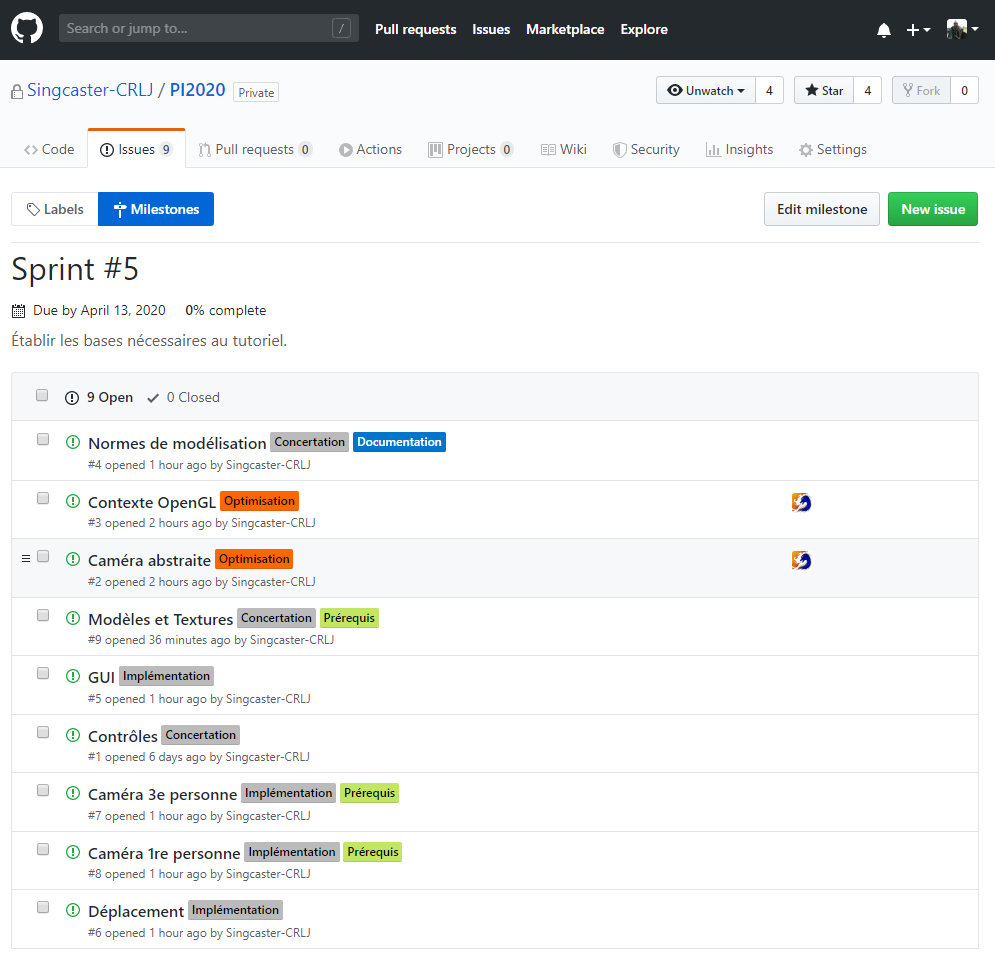 Search or jump to... / Pull requests Issues Marketplace Explore
Singcaster-CRLJ / PI2020 Private Unwatch 4 Star 4 Fork 0
Code Issues 9 Pull requests 0 Actions Projects 0 Wiki Security Insights Settings
Labels Milestones Edit milestone New issue
Sprint #5
Due by April 13, 2020 0% complete
Établir les bases nécessaires au tutoriel.
9 Open 0 Closed
Normes de modélisation Concertation Documentation
#4 opened 1 hour ago by Singcaster-CRLJ
Contexte OpenGL Optimisation
#3 opened 2 hours ago by Singcaster-CRLJ
Caméra abstraite Optimisation
#2 opened 2 hours ago by Singcaster-CRLJ
Modèles et Textures Concertation Prérequis
#9 opened 36 minutes ago by Singcaster-CRLJ
GUI Implémentation
#5 opened 1 hour ago by Singcaster-CRLJ
Contrôles Concertation
#1 opened 6 days ago by Singcaster-CRLJ
Caméra 3e personne Implémentation Prérequis
#7 opened 1 hour ago by Singcaster-CRLJ
Caméra 1re personne Implémentation Prérequis
#8 opened 1 hour ago by Singcaster-CRLJ
Déplacement Implémentation
#6 opened 1 hour ago by Singcaster-CRLJ